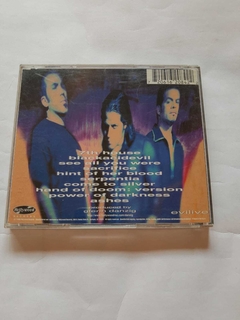 7th house
blackacidevil
see all you were
sacrifice
hint of her blood
serpentia
come to silver
hand of doom: version
power of darkness
ashes
produced by
glenn danzig
evilive